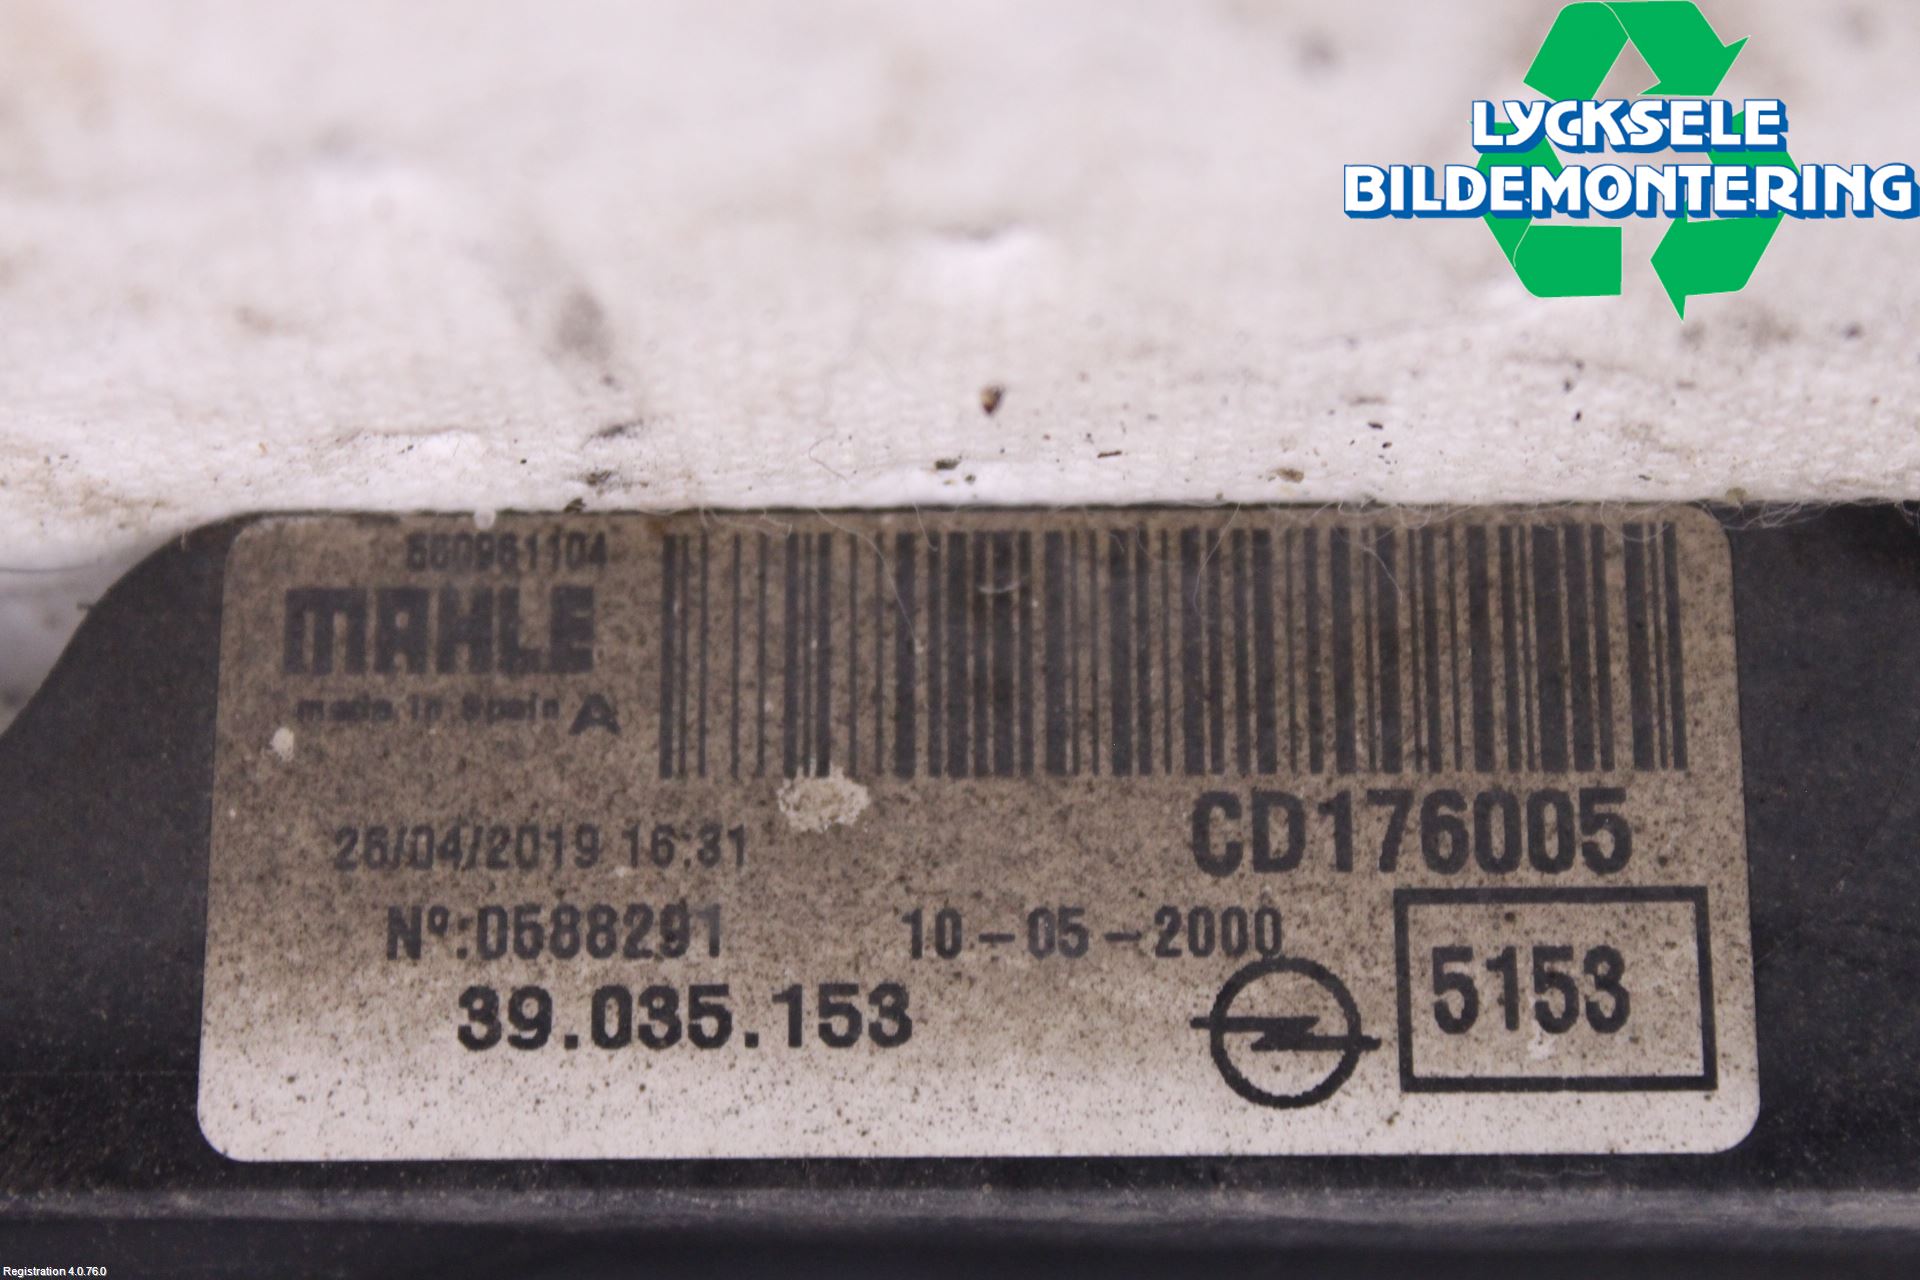 LYCKSELE
BILDEMONTERING
880961104
MAHLE
made in Spain A
26/04/2019 16:31
CD176005
Nº:0588291
10-05-2000
39.035.153
5153
Registration 4.0.76.0